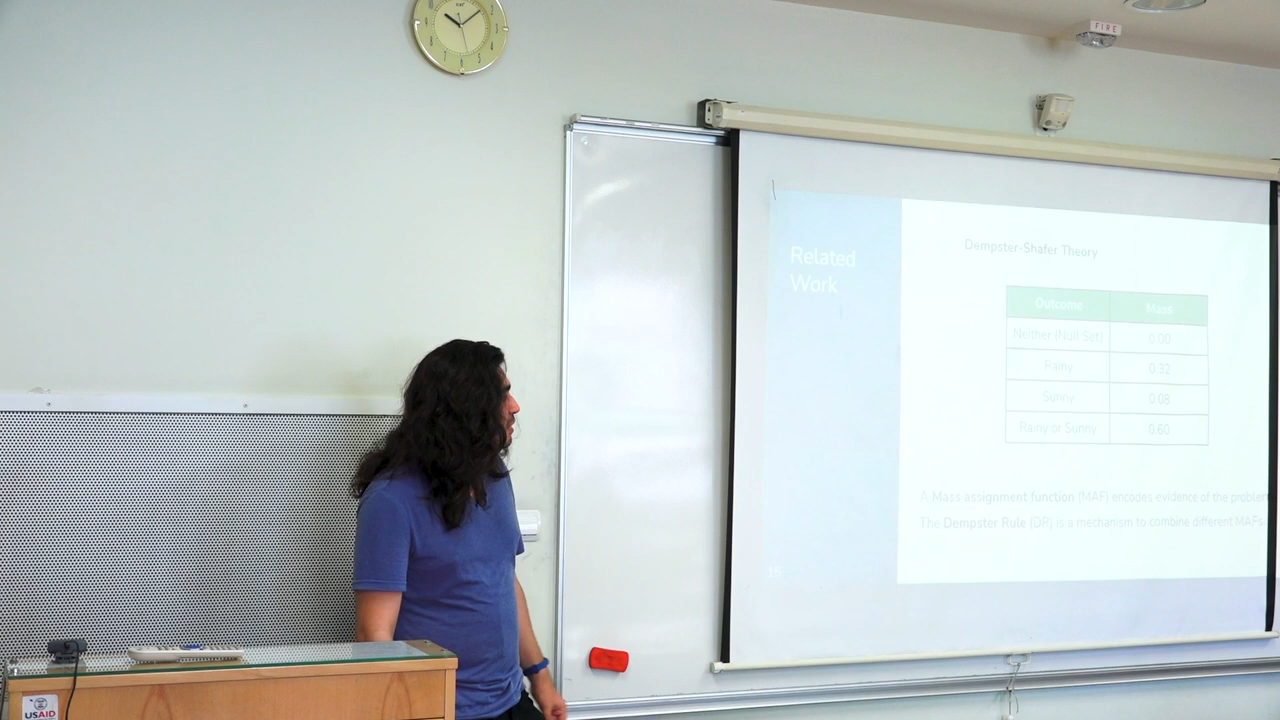 FIRE
Related
Work
Dempster-Shafer Theory
Outcome Mass
Neither (Null Set) 0.00
Rainy 0.32
Sunny 0.08
Rainy or Sunny 0.60
A Mass assignment function (MAF) encodes evidence of the problem
The Dempster Rule (DR) is a mechanism to combine different MAFs.
15
USAID